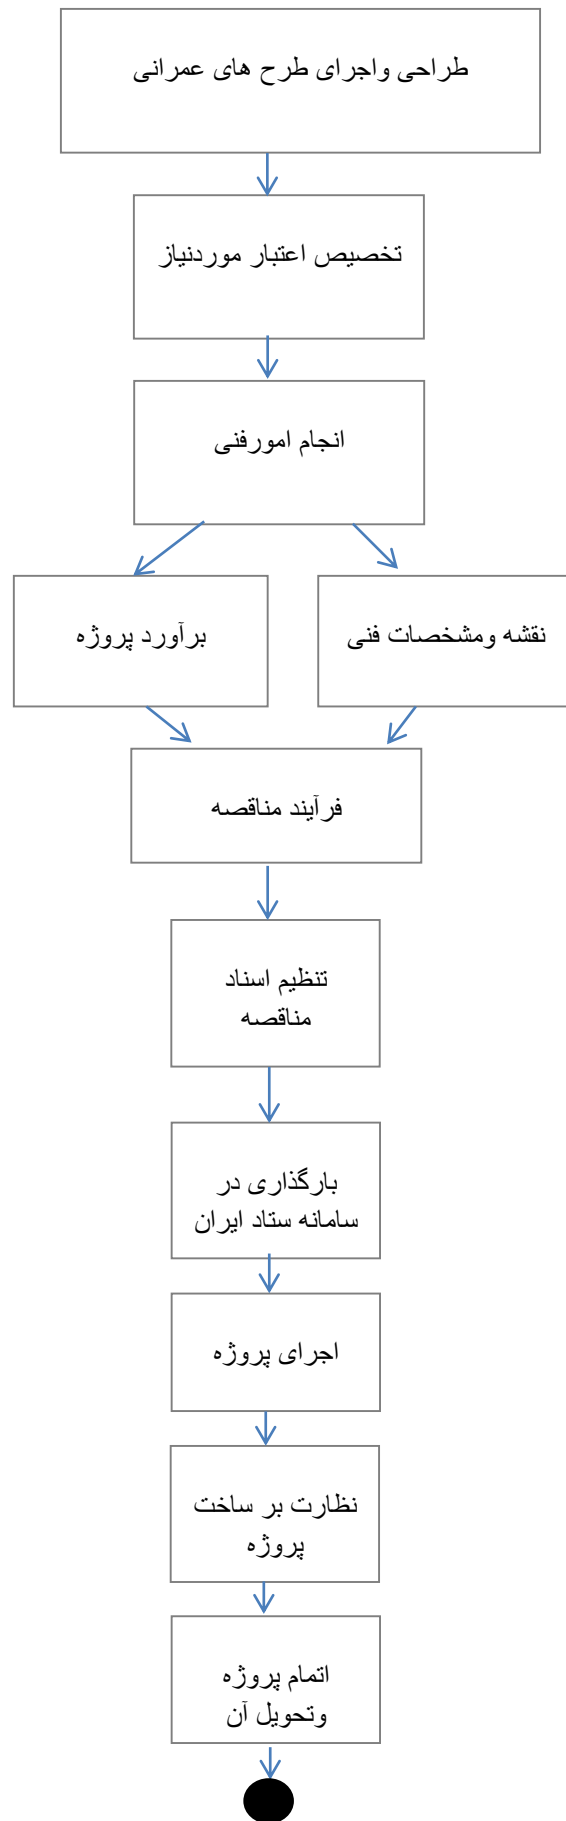 طراحی واجرای طرح های عمرانی
تخصیص اعتبار موردنیاز
انجام امورفنی
نقشه ومشخصات فنی
برآورد پروژه
فرآیند مناقصه
تنظیم اسناد
مناقصه
بارگذاری در
سامانه ستاد ایران
اجرای پروژه
نظارت بر ساخت
پروژه
اتمام پروژه
وتحویل آن